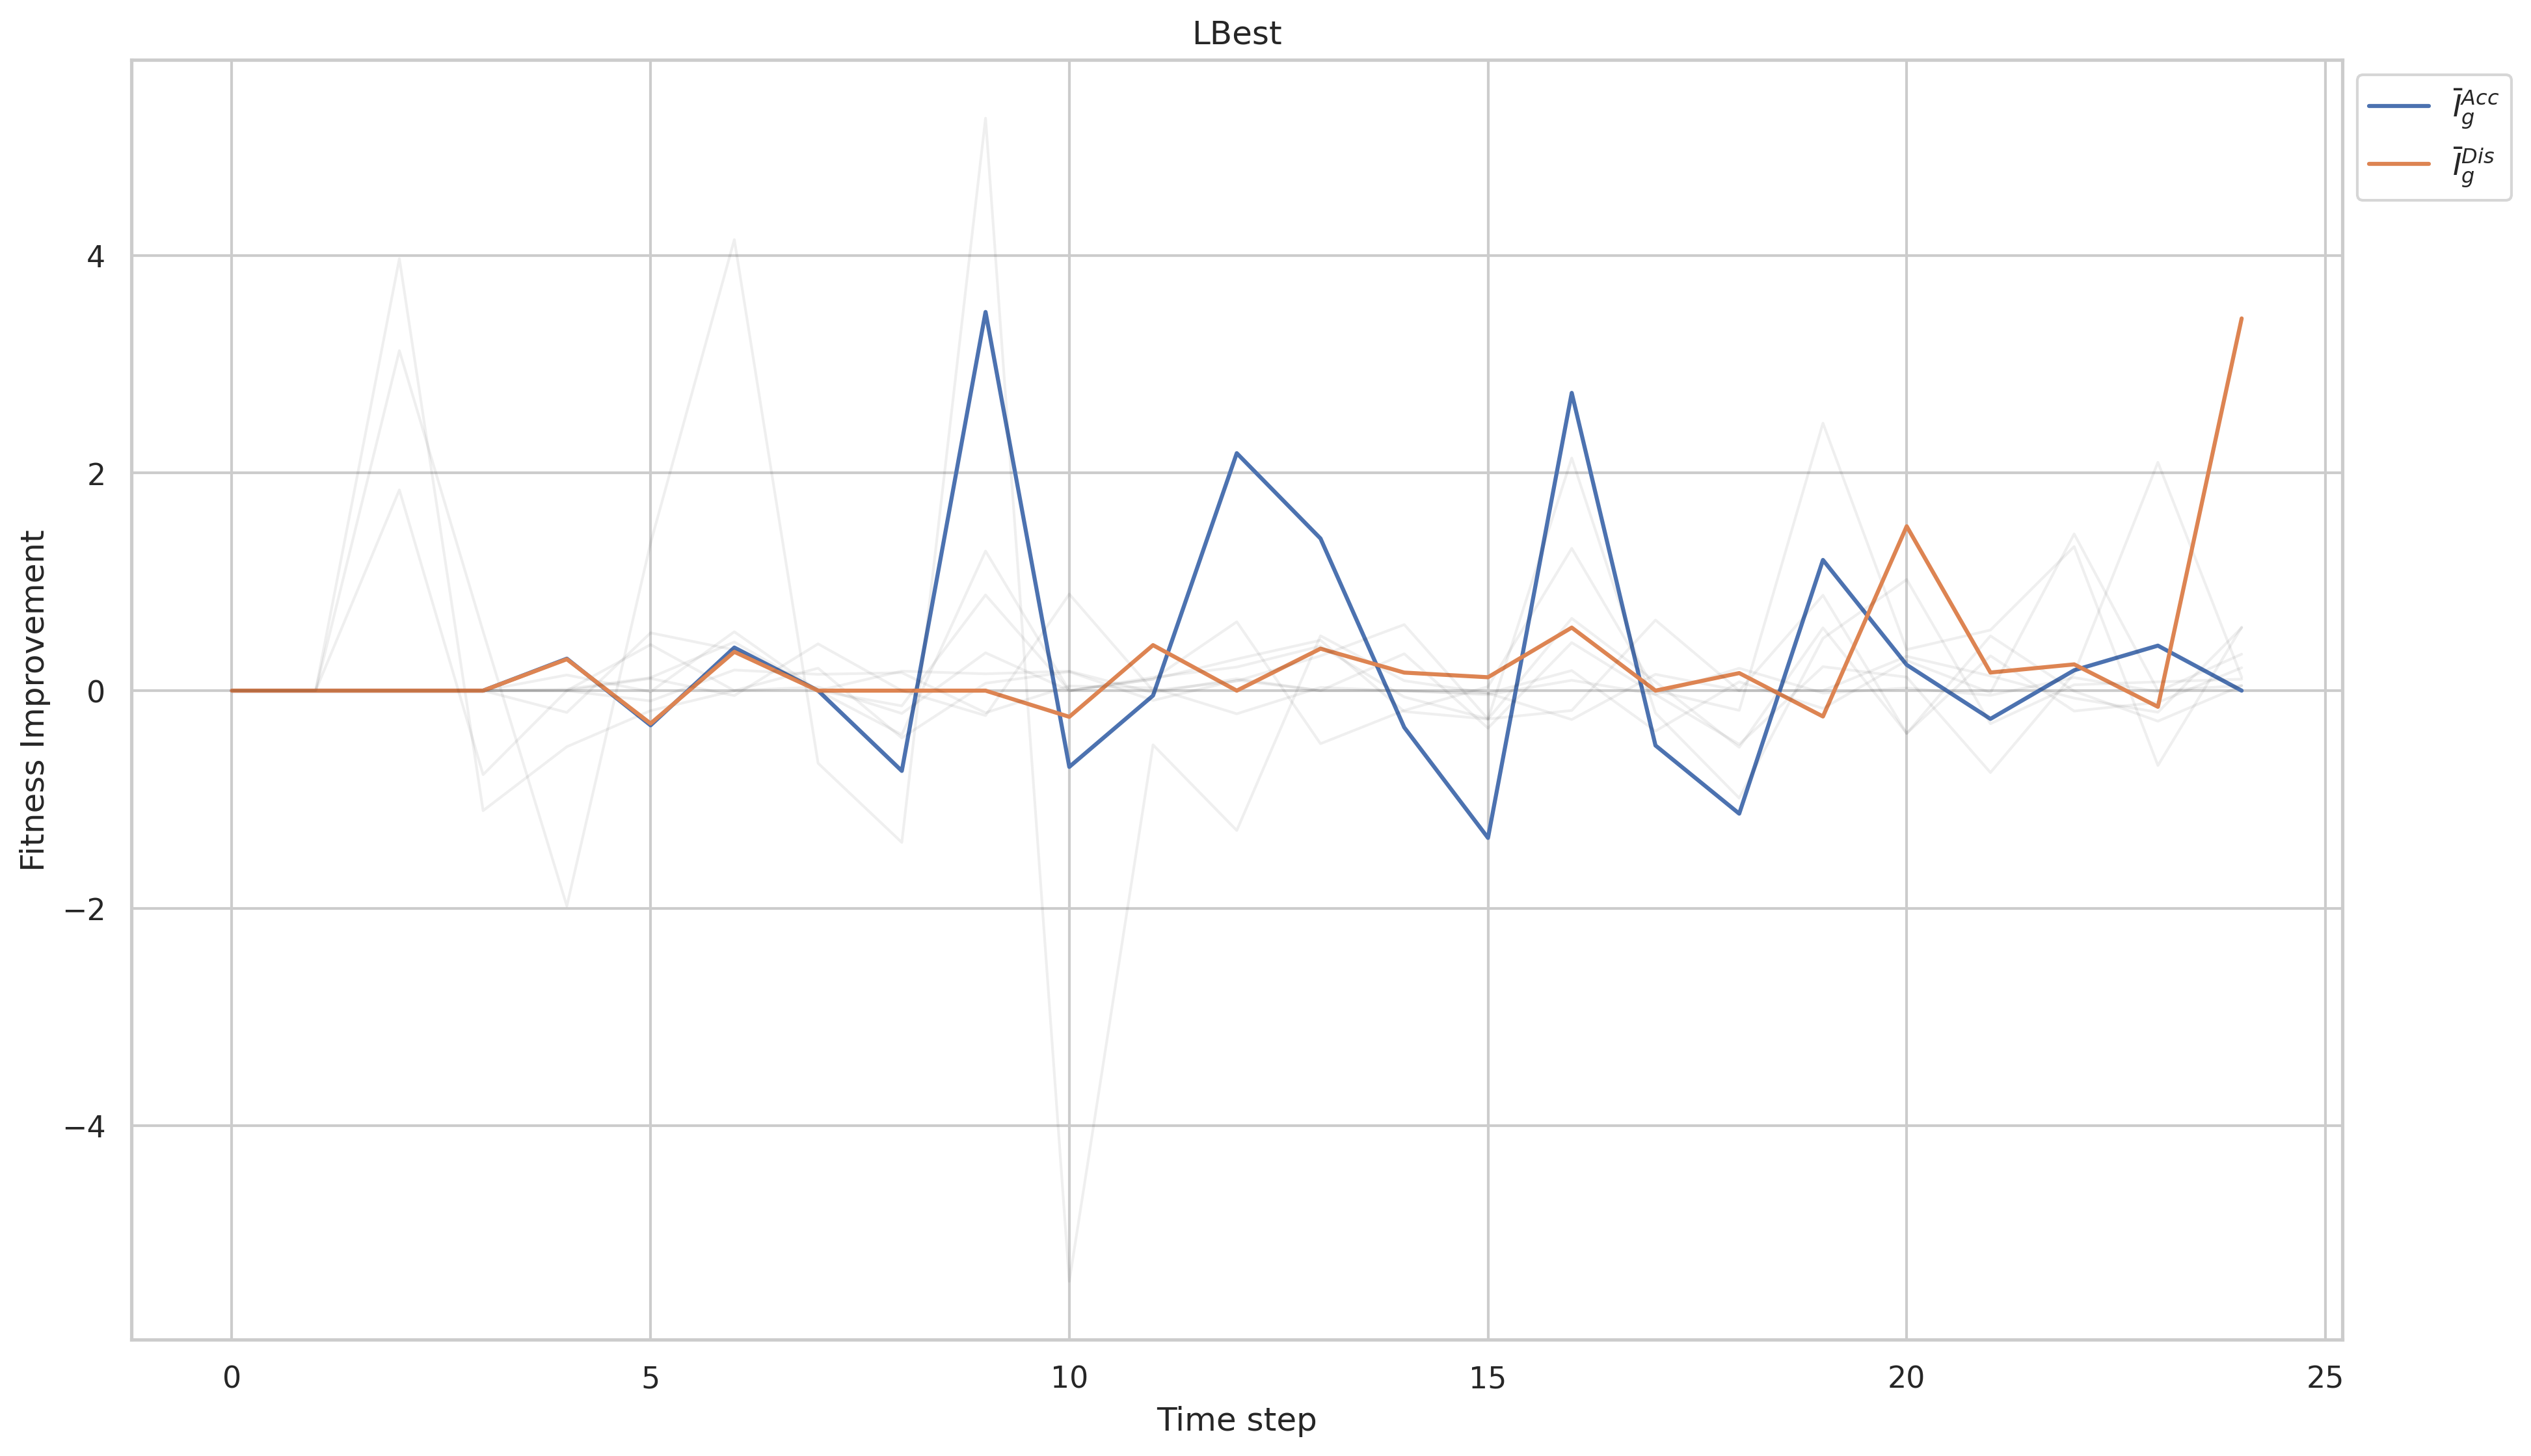 LBest
Ī_g^{Acc}
Ī_g^{Dis}
Fitness Improvement
4
2
0
−2
−4
0 5 10 15 20 25
Time step